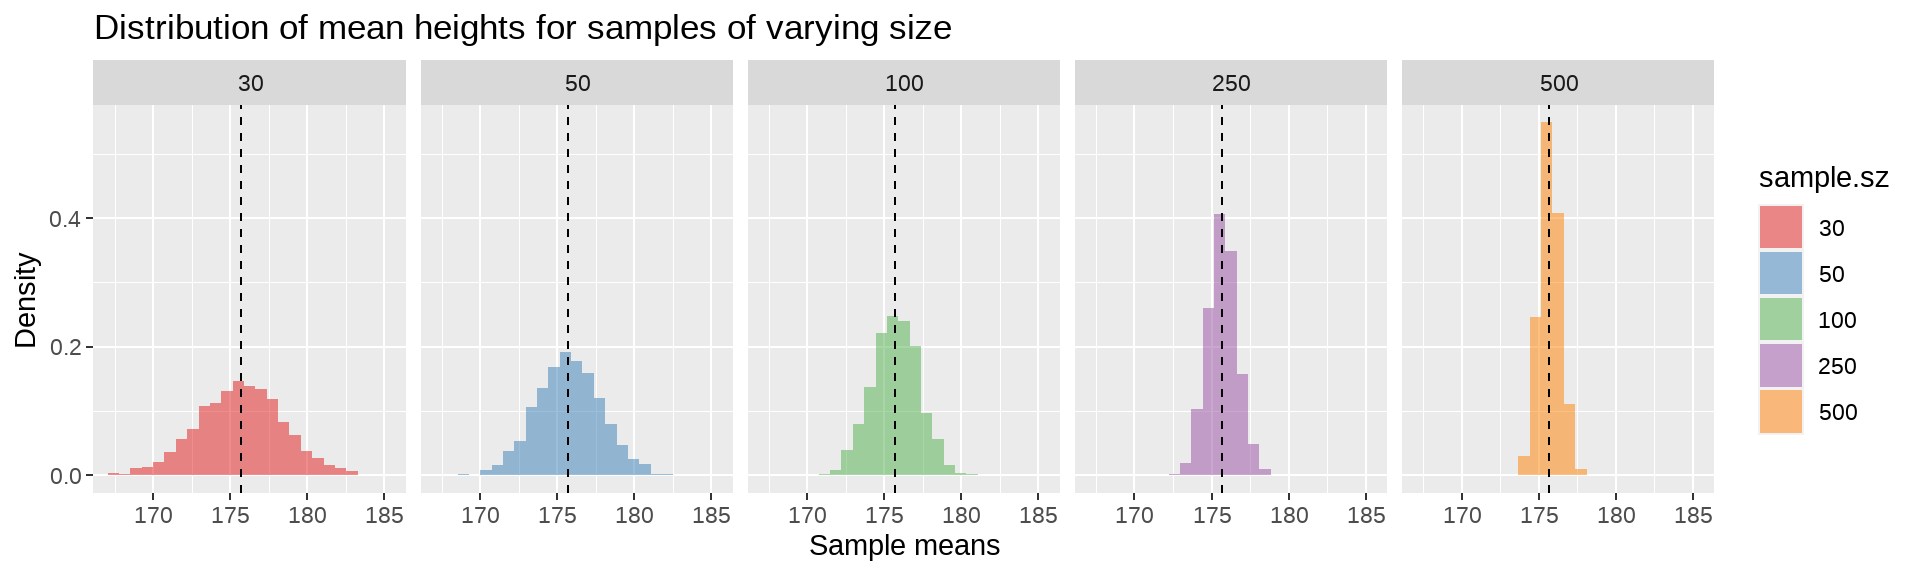 Distribution of mean heights for samples of varying size
30 50 100 250 500
0.4
0.2
0.0
Density
170 175 180 185 170 175 180 185 170 175 180 185 170 175 180 185 170 175 180 185
Sample means
sample.sz
30
50
100
250
500